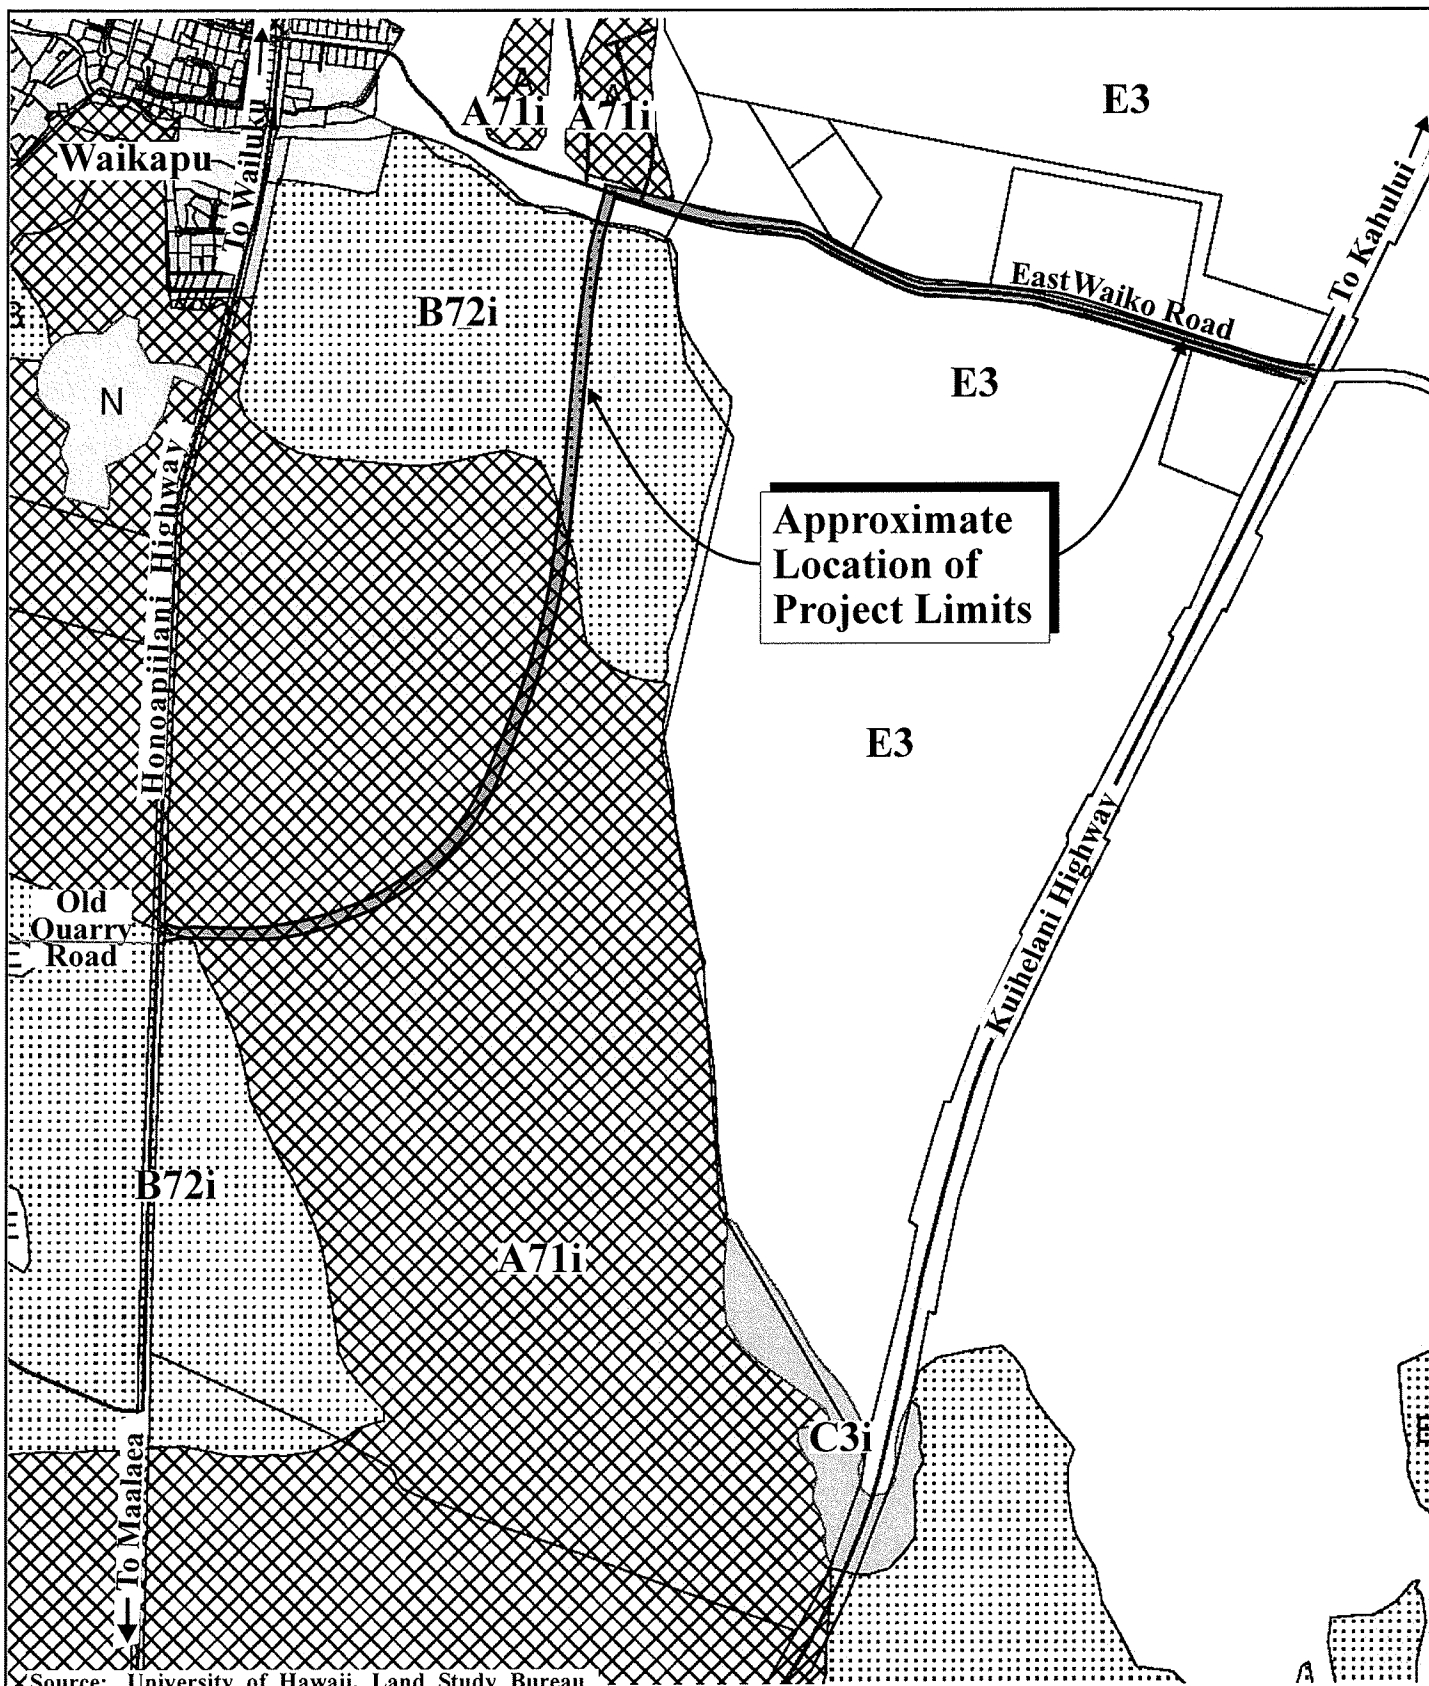 E3
A
A71i
A71i
Waikapu
To Wailuku
To Kahului
B72i
East Waiko Road
E3
N
Honoapiilani Highway
Approximate
Location of
Project Limits
E3
Old
Quarry
Road
Kuihelani Highway
B72i
A71i
C3i
To Maalaea
Source: University of Hawaii, Land Study Bureau